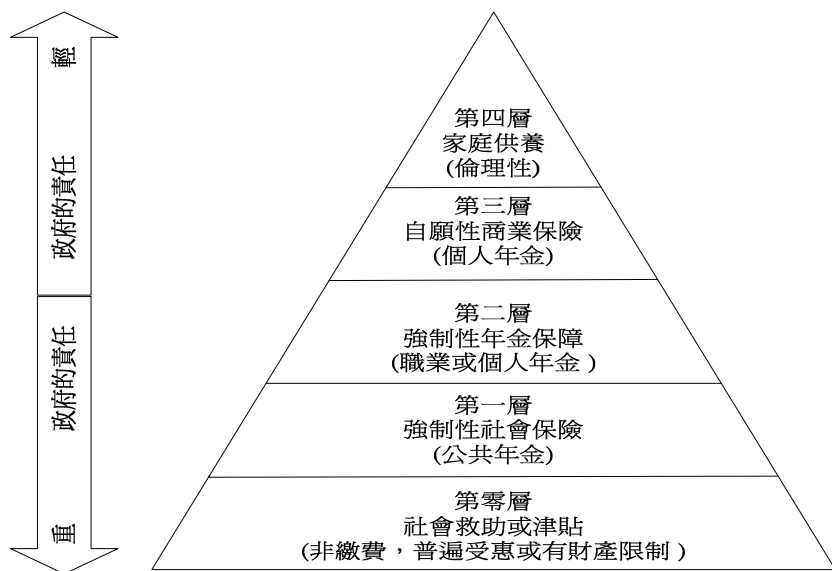 輕
政府的責任
政府的責任
重
第四層
家庭供養
(倫理性)
第三層
自願性商業保險
(個人年金)
第二層
強制性年金保障
(職業或個人年金)
第一層
強制性社會保險
(公共年金)
第零層
社會救助或津貼
(非繳費，普遍受惠或有財產限制)